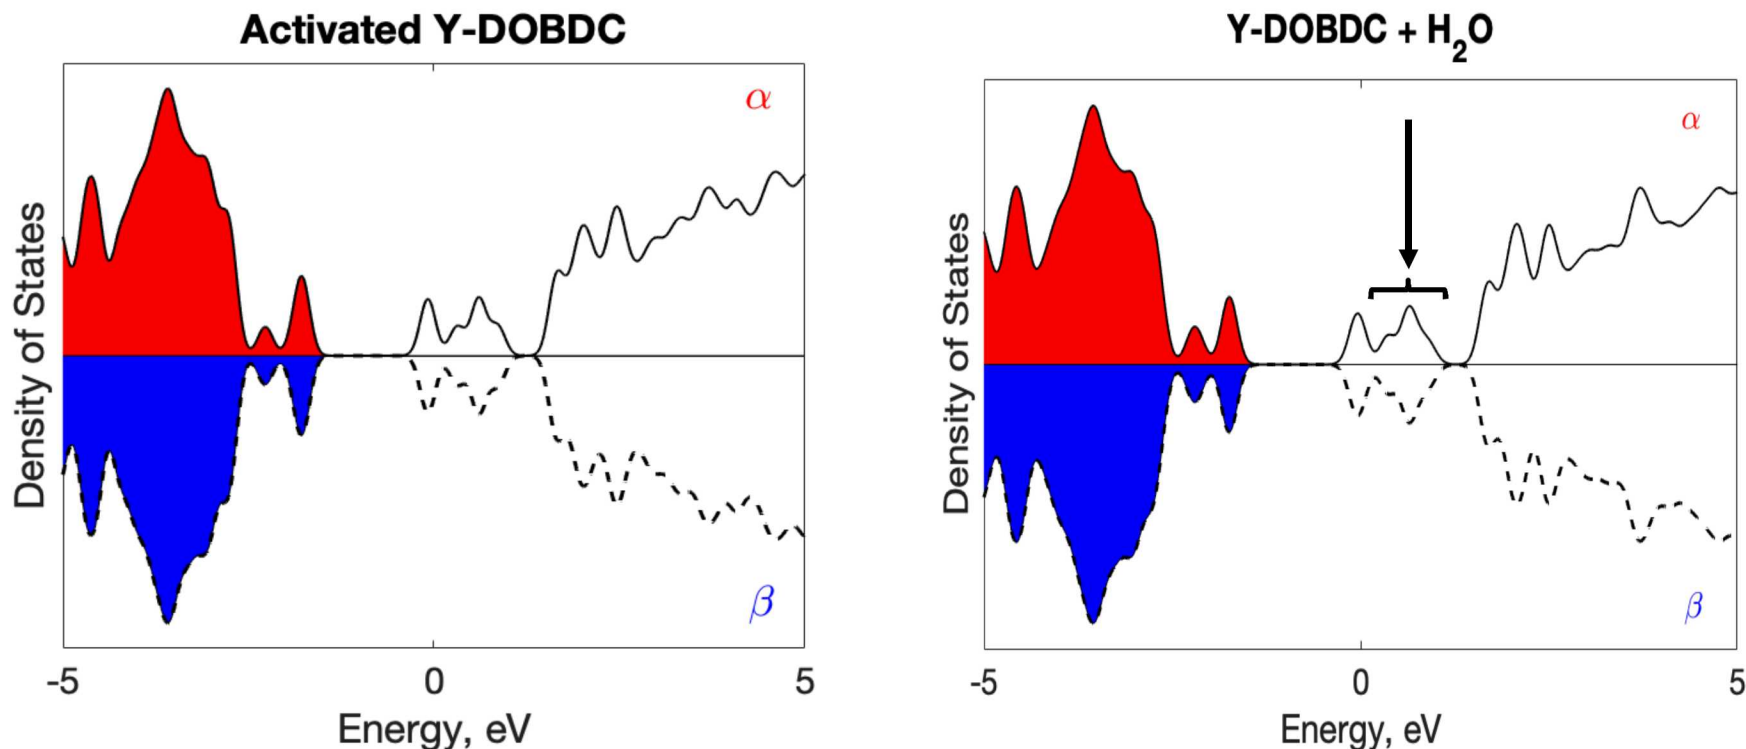 Activated Y-DOBDC
α
Density of States
β
-5 0 5
Energy, eV
Y-DOBDC + H₂O
α
Density of States
β
-5 0 5
Energy, eV